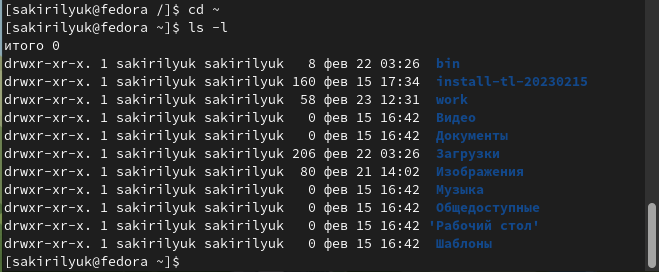 [sakirilyuk@fedora /]$ cd ~
[sakirilyuk@fedora ~]$ ls -l
итого 0
drwxr-xr-x. 1 sakirilyuk sakirilyuk   8 фев 22 03:26  bin
drwxr-xr-x. 1 sakirilyuk sakirilyuk 160 фев 15 17:34  install-tl-20230215
drwxr-xr-x. 1 sakirilyuk sakirilyuk  58 фев 23 12:31  work
drwxr-xr-x. 1 sakirilyuk sakirilyuk   0 фев 15 16:42  Видео
drwxr-xr-x. 1 sakirilyuk sakirilyuk   0 фев 15 16:42  Документы
drwxr-xr-x. 1 sakirilyuk sakirilyuk 206 фев 22 03:26  Загрузки
drwxr-xr-x. 1 sakirilyuk sakirilyuk  80 фев 21 14:02  Изображения
drwxr-xr-x. 1 sakirilyuk sakirilyuk   0 фев 15 16:42  Музыка
drwxr-xr-x. 1 sakirilyuk sakirilyuk   0 фев 15 16:42  Общедоступные
drwxr-xr-x. 1 sakirilyuk sakirilyuk   0 фев 15 16:42 'Рабочий стол'
drwxr-xr-x. 1 sakirilyuk sakirilyuk   0 фев 15 16:42  Шаблоны
[sakirilyuk@fedora ~]$